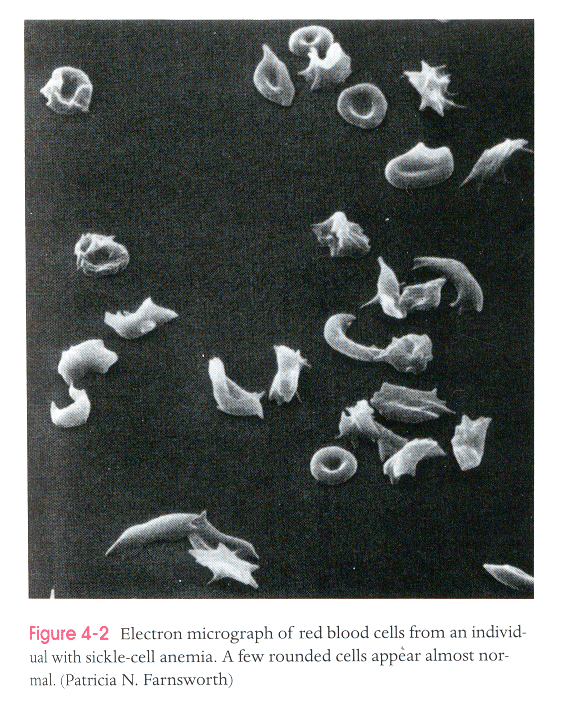 Figure 4-2 Electron micrograph of red blood cells from an individ-
ual with sickle-cell anemia. A few rounded cells appear almost nor-
mal. (Patricia N. Farnsworth)